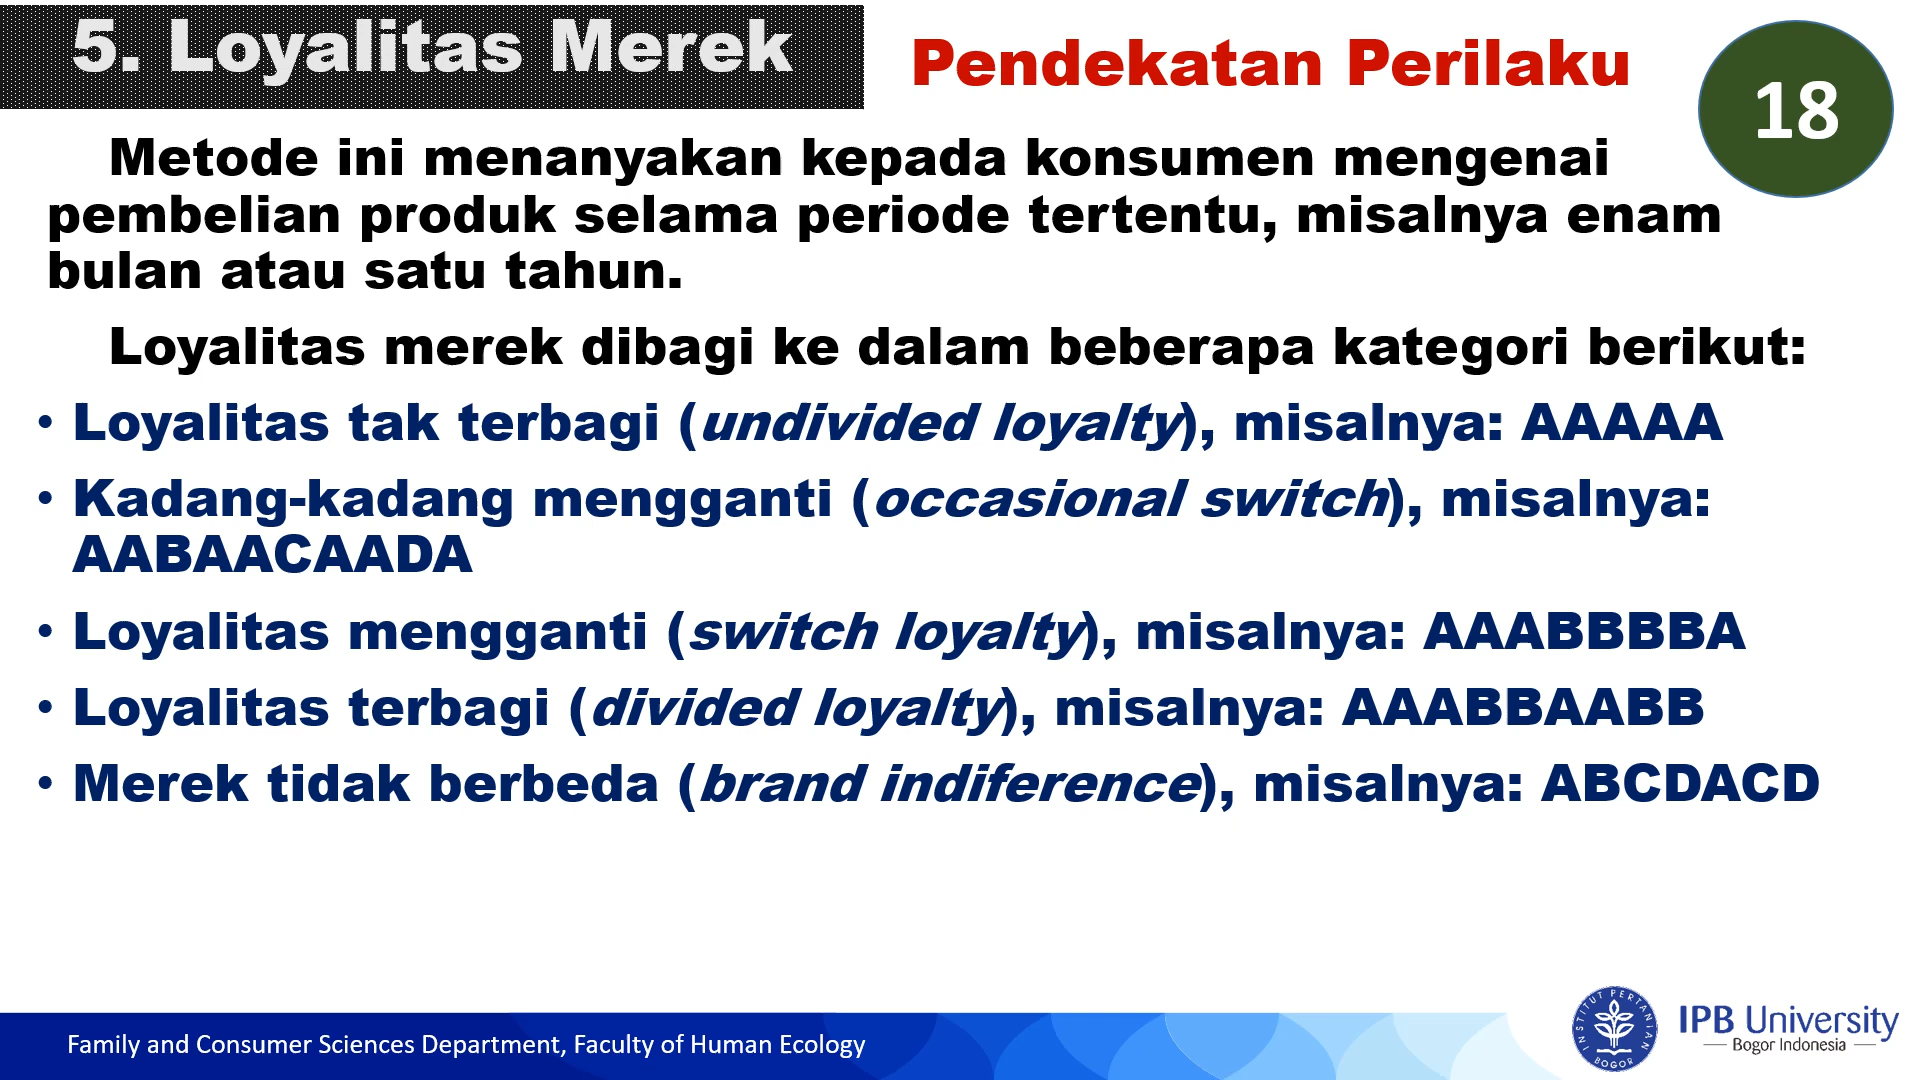 5. Loyalitas Merek
Pendekatan Perilaku
18
Metode ini menanyakan kepada konsumen mengenai
pembelian produk selama periode tertentu, misalnya enam
bulan atau satu tahun.
Loyalitas merek dibagi ke dalam beberapa kategori berikut:
• Loyalitas tak terbagi (undivided loyalty), misalnya: AAAAA
• Kadang-kadang mengganti (occasional switch), misalnya:
AABAACAADA
• Loyalitas mengganti (switch loyalty), misalnya: AAABBBBA
• Loyalitas terbagi (divided loyalty), misalnya: AAABBAABB
• Merek tidak berbeda (brand indiference), misalnya: ABCDACD
Family and Consumer Sciences Department, Faculty of Human Ecology
INSTITUT PERTANIAN
BOGOR
IPB University
Bogor Indonesia